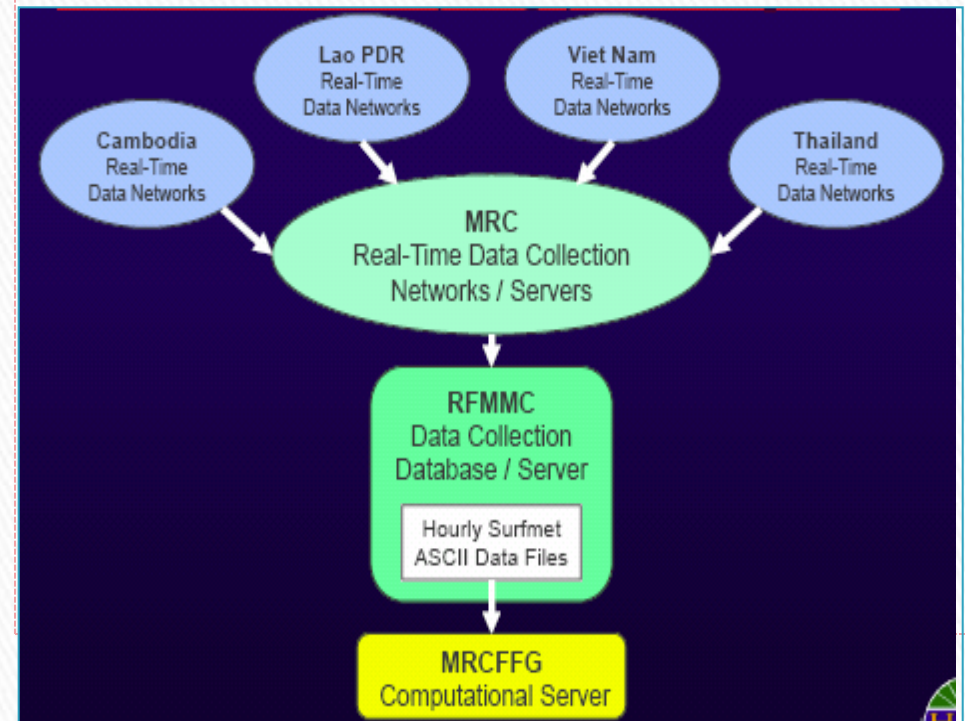 Lao PDR
Real-Time
Data Networks
Viet Nam
Real-Time
Data Networks
Cambodia
Real-Time
Data Networks
Thailand
Real-Time
Data Networks
MRC
Real-Time Data Collection
Networks / Servers
RFMMC
Data Collection
Database / Server
Hourly Surfmet
ASCII Data Files
MRCFFG
Computational Server